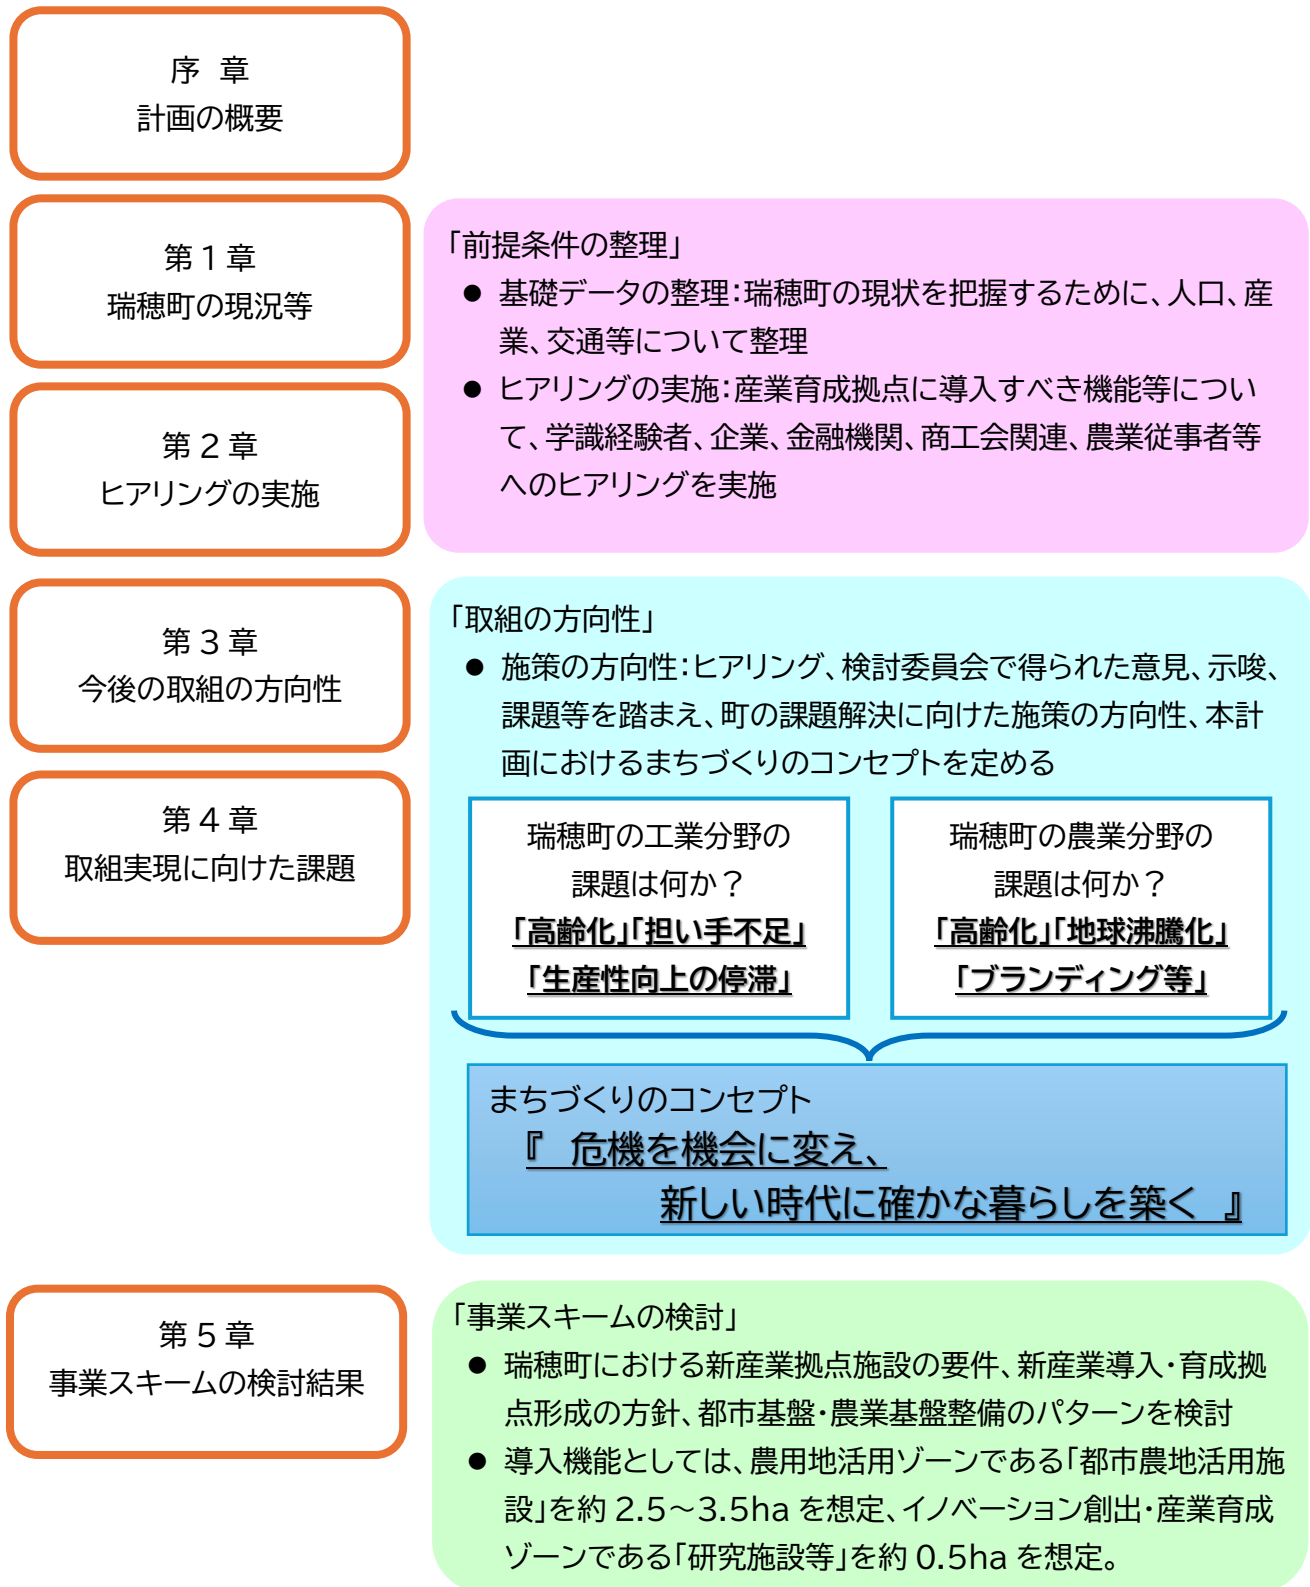 序 章
計画の概要
第1章
瑞穂町の現況等
第2章
ヒアリングの実施
「前提条件の整理」
● 基礎データの整理：瑞穂町の現状を把握するために、人口、産
業、交通等について整理
● ヒアリングの実施：産業育成拠点に導入すべき機能等につい
て、学識経験者、企業、金融機関、商工会関連、農業従事者等
へのヒアリングを実施
第3章
今後の取組の方向性
第4章
取組実現に向けた課題
「取組の方向性」
● 施策の方向性：ヒアリング、検討委員会で得られた意見、示唆、
課題等を踏まえ、町の課題解決に向けた施策の方向性、本計
画におけるまちづくりのコンセプトを定める
瑞穂町の工業分野の
課題は何か？
「高齢化」「担い手不足」
「生産性向上の停滞」
瑞穂町の農業分野の
課題は何か？
「高齢化」「地球沸騰化」
「ブランディング等」
まちづくりのコンセプト
『 危機を機会に変え、
新しい時代に確かな暮らしを築く 』
第5章
事業スキームの検討結果
「事業スキームの検討」
● 瑞穂町における新産業拠点施設の要件、新産業導入・育成拠
点形成の方針、都市基盤・農業基盤整備のパターンを検討
● 導入機能としては、農用地活用ゾーンである「都市農地活用施
設」を約 2.5～3.5ha を想定、イノベーション創出・産業育成
ゾーンである「研究施設等」を約 0.5ha を想定。